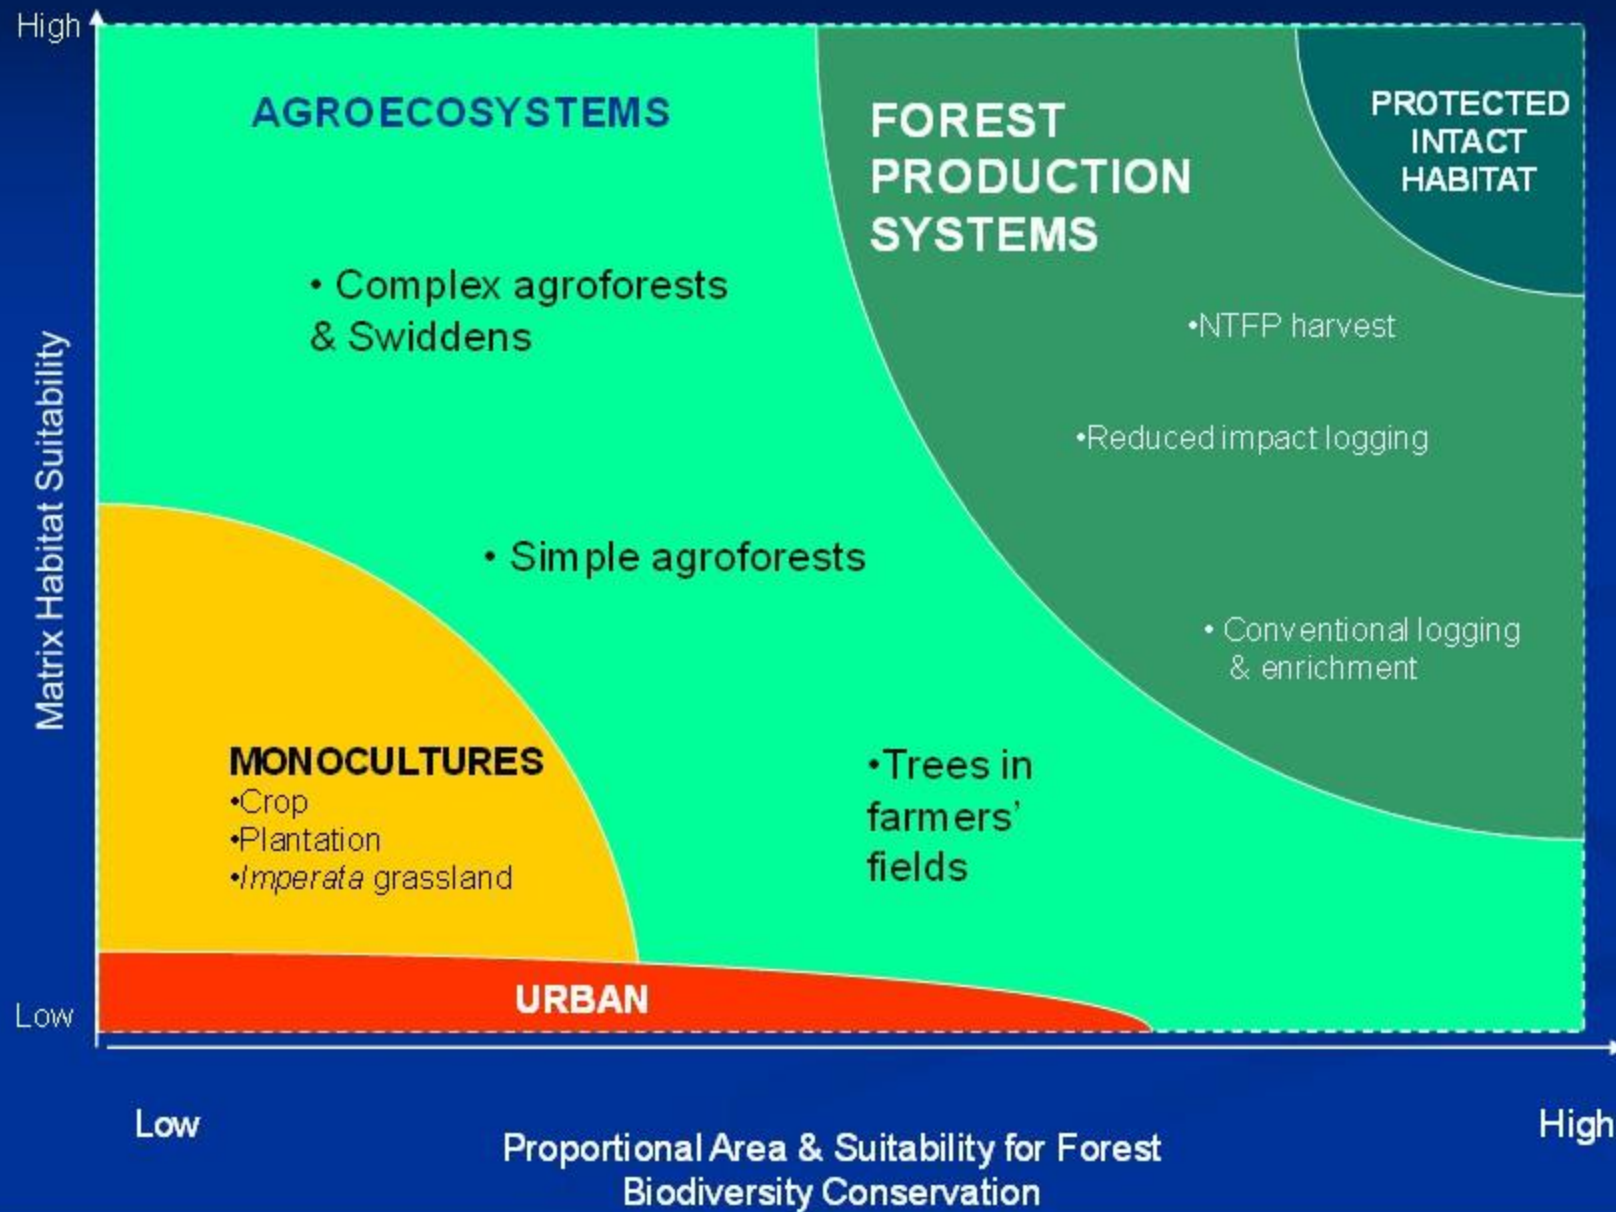 High
AGROECOSYSTEMS
FOREST
PRODUCTION
SYSTEMS
PROTECTED
INTACT
HABITAT
• Complex agroforests
& Swiddens
•NTFP harvest
•Reduced impact logging
Matrix Habitat Suitability
• Simple agroforests
• Conventional logging
& enrichment
MONOCULTURES
•Crop
•Plantation
•Imperata grassland
•Trees in
farmers’
fields
URBAN
Low
Low
High
Proportional Area & Suitability for Forest
Biodiversity Conservation